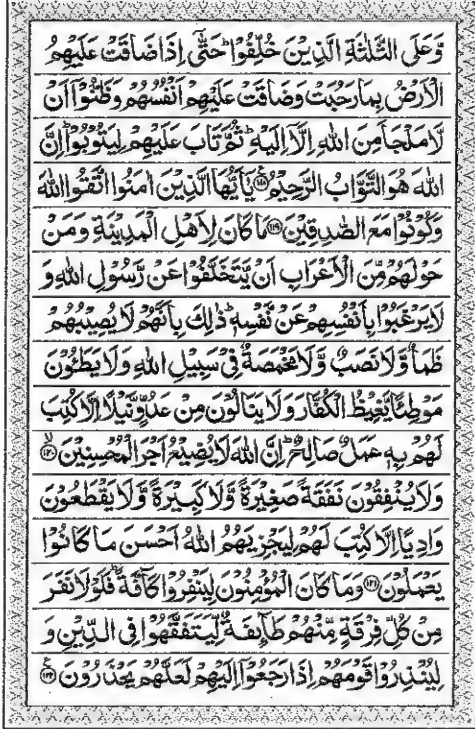 وَّعَلَى الثَّلٰثَةِ الَّذِيْنَ خُلِّفُوْا ؕ حَتّٰۤى اِذَا ضَاقَتْ عَلَيْهِمُ
الْاَرْضُ بِمَا رَحُبَتْ وَضَاقَتْ عَلَيْهِمْ اَنْفُسُهُمْ وَظَنُّوْۤا اَنْ
لَّا مَلْجَاَ مِنَ اللّٰهِ اِلَّاۤ اِلَيْهِ ؕ ثُمَّ تَابَ عَلَيْهِمْ لِيَتُوْبُوْا ؕ اِنَّ
اللّٰهَ هُوَ التَّوَّابُ الرَّحِيْمُ ﴿۱۱۸﴾ يٰۤاَيُّهَا الَّذِيْنَ اٰمَنُوا اتَّقُوا اللّٰهَ
وَكُوْنُوْا مَعَ الصّٰدِقِيْنَ ﴿۱۱۹﴾ مَا كَانَ لِاَهْلِ الْمَدِيْنَةِ وَمَنْ
حَوْلَهُمْ مِّنَ الْاَعْرَابِ اَنْ يَّتَخَلَّفُوْا عَنْ رَّسُوْلِ اللّٰهِ وَ
لَا يَرْغَبُوْا بِاَنْفُسِهِمْ عَنْ نَّفْسِهٖ ؕ ذٰلِكَ بِاَنَّهُمْ لَا يُصِيْبُهُمْ
ظَمَاٌ وَّلَا نَصَبٌ وَّلَا مَخْمَصَةٌ فِيْ سَبِيْلِ اللّٰهِ وَلَا يَطَـُٔوْنَ
مَوْطِئًا يَّغِيْظُ الْكُفَّارَ وَلَا يَنَالُوْنَ مِنْ عَدُوٍّ نَّيْلًا اِلَّا كُتِبَ
لَهُمْ بِهٖ عَمَلٌ صَالِحٌ ؕ اِنَّ اللّٰهَ لَا يُضِيْعُ اَجْرَ الْمُحْسِنِيْنَ ﴿۱۲۰﴾ ۙ
وَلَا يُنْفِقُوْنَ نَفَقَةً صَغِيْرَةً وَّلَا كَبِيْرَةً وَّلَا يَقْطَعُوْنَ
وَادِيًا اِلَّا كُتِبَ لَهُمْ لِيَجْزِيَهُمُ اللّٰهُ اَحْسَنَ مَا كَانُوْا
يَعْمَلُوْنَ ﴿۱۲۱﴾ وَمَا كَانَ الْمُؤْمِنُوْنَ لِيَنْفِرُوْا كَآفَّةً ؕ فَلَوْلَا نَفَرَ
مِنْ كُلِّ فِرْقَةٍ مِّنْهُمْ طَآئِفَةٌ لِّيَتَفَقَّهُوْا فِي الدِّيْنِ وَ
لِيُنْذِرُوْا قَوْمَهُمْ اِذَا رَجَعُوْۤا اِلَيْهِمْ لَعَلَّهُمْ يَحْذَرُوْنَ ﴿۱۲۲﴾ ع